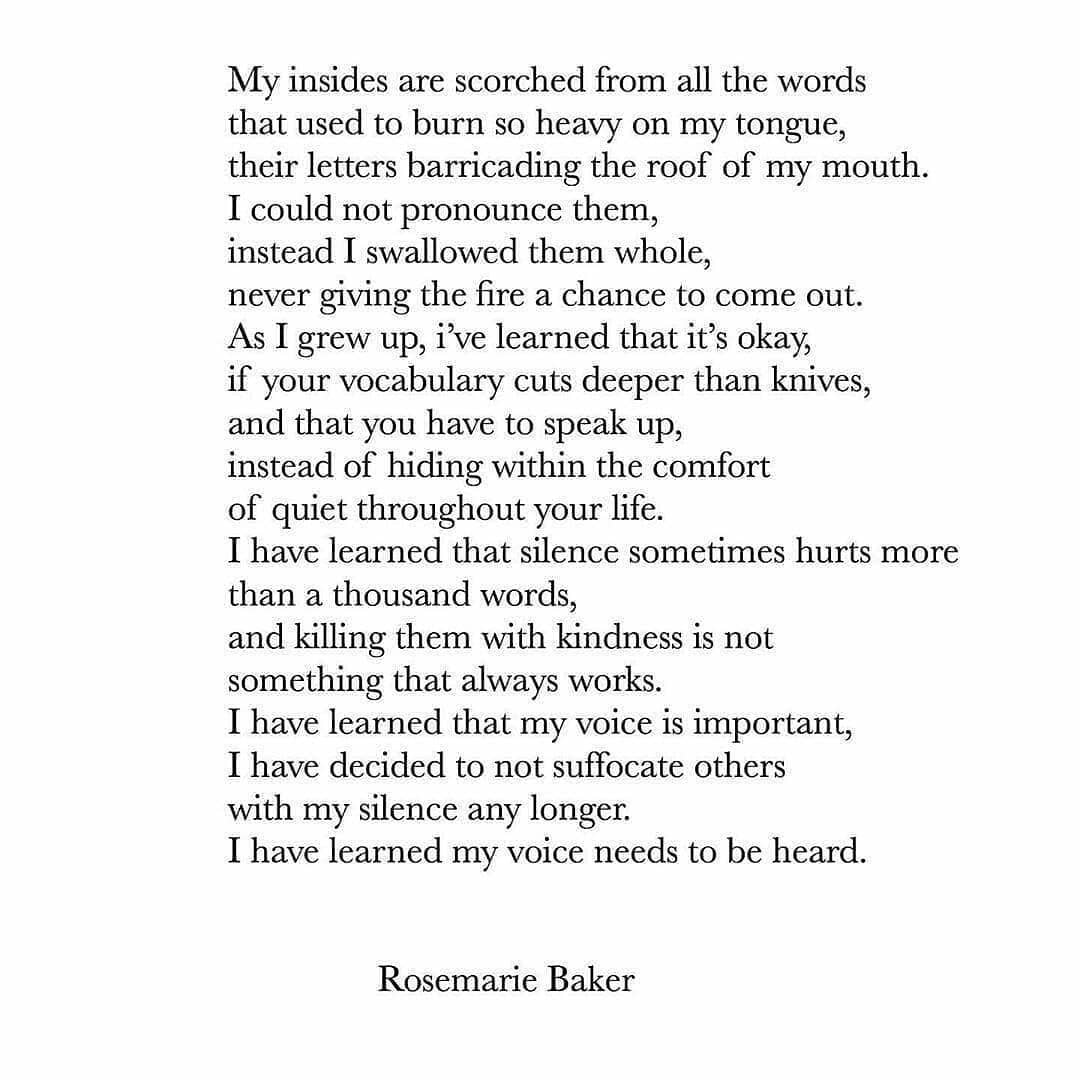 My insides are scorched from all the words
that used to burn so heavy on my tongue,
their letters barricading the roof of my mouth.
I could not pronounce them,
instead I swallowed them whole,
never giving the fire a chance to come out.
As I grew up, i’ve learned that it’s okay,
if your vocabulary cuts deeper than knives,
and that you have to speak up,
instead of hiding within the comfort
of quiet throughout your life.
I have learned that silence sometimes hurts more
than a thousand words,
and killing them with kindness is not
something that always works.
I have learned that my voice is important,
I have decided to not suffocate others
with my silence any longer.
I have learned my voice needs to be heard.
Rosemarie Baker